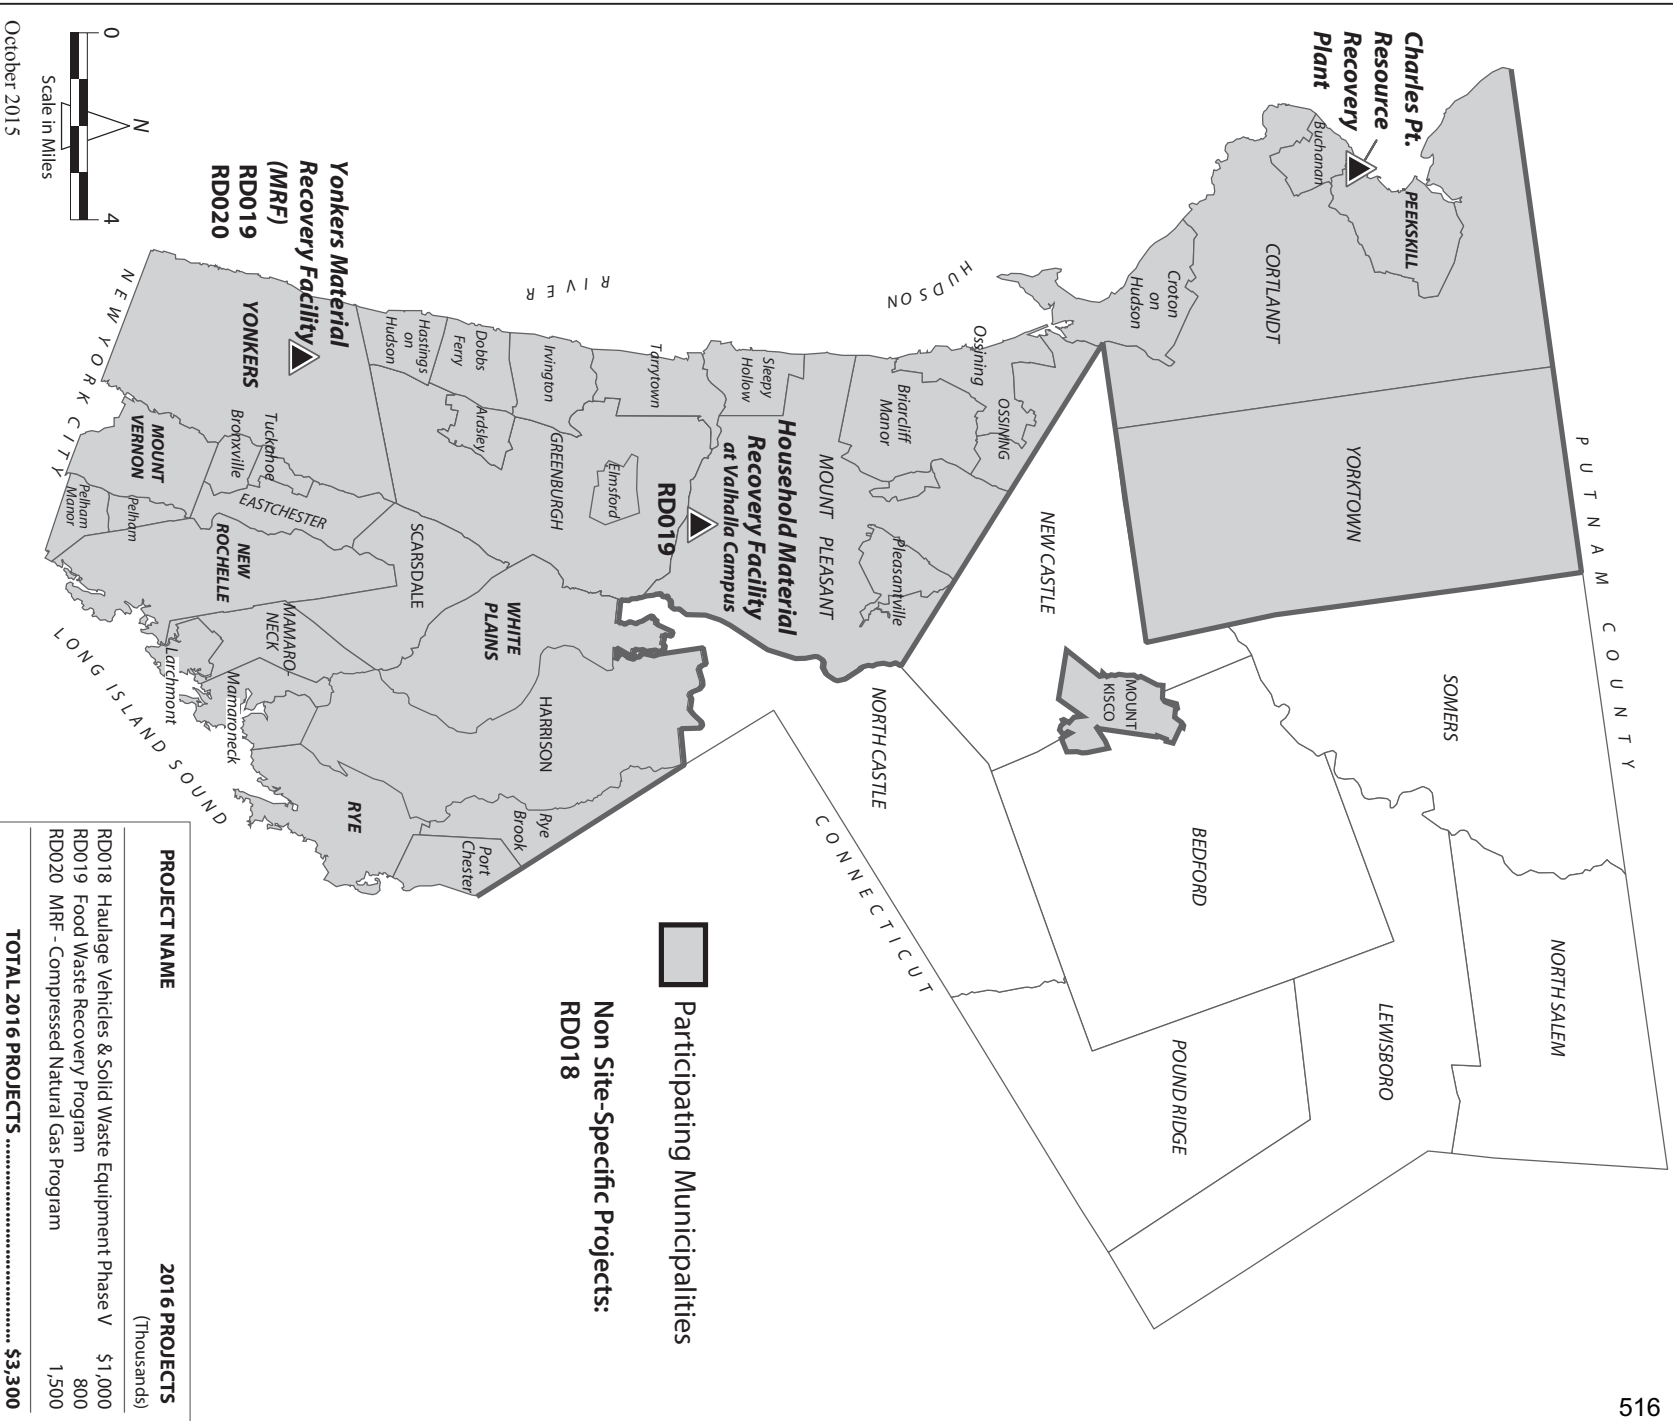 516
PUTNAM COUNTY
Charles Pt.
Resource
Recovery
Plant
Buchanan
PEEKSKILL
CORTLANDT
YORKTOWN
SOMERS
NORTH SALEM
Croton
on
Hudson
HUDSON
RIVER
NEW CASTLE
MOUNT
KISCO
BEDFORD
LEWISBORO
POUND RIDGE
NORTH CASTLE
CONNECTICUT
Ossining
OSSINING
Briarcliff
Manor
Pleasantville
MOUNT PLEASANT
Sleepy
Hollow
Household Material
Recovery Facility
at Valhalla Campus
RD019
Tarrytown
Elmsford
GREENBURGH
Irvington
Dobbs
Ferry
Ardsley
Hastings
on
Hudson
WHITE
PLAINS
HARRISON
SCARSDALE
Rye
Brook
Port
Chester
RYE
Yonkers Material
Recovery Facility
(MRF)
RD019
RD020
YONKERS
Tuckahoe
Bronxville
EASTCHESTER
NEW
ROCHELLE
MAMARO-
NECK
Mamaroneck
Larchmont
MOUNT
VERNON
Pelham
Pelham
Manor
NEW YORK CITY
LONG ISLAND SOUND
Participating Municipalities
Non Site-Specific Projects:
RD018
N
0 4
Scale in Miles
October 2015
PROJECT NAME 2016 PROJECTS
(Thousands)
RD018 Haulage Vehicles & Solid Waste Equipment Phase V $1,000
RD019 Food Waste Recovery Program 800
RD020 MRF - Compressed Natural Gas Program 1,500
TOTAL 2016 PROJECTS ........................................ $3,300